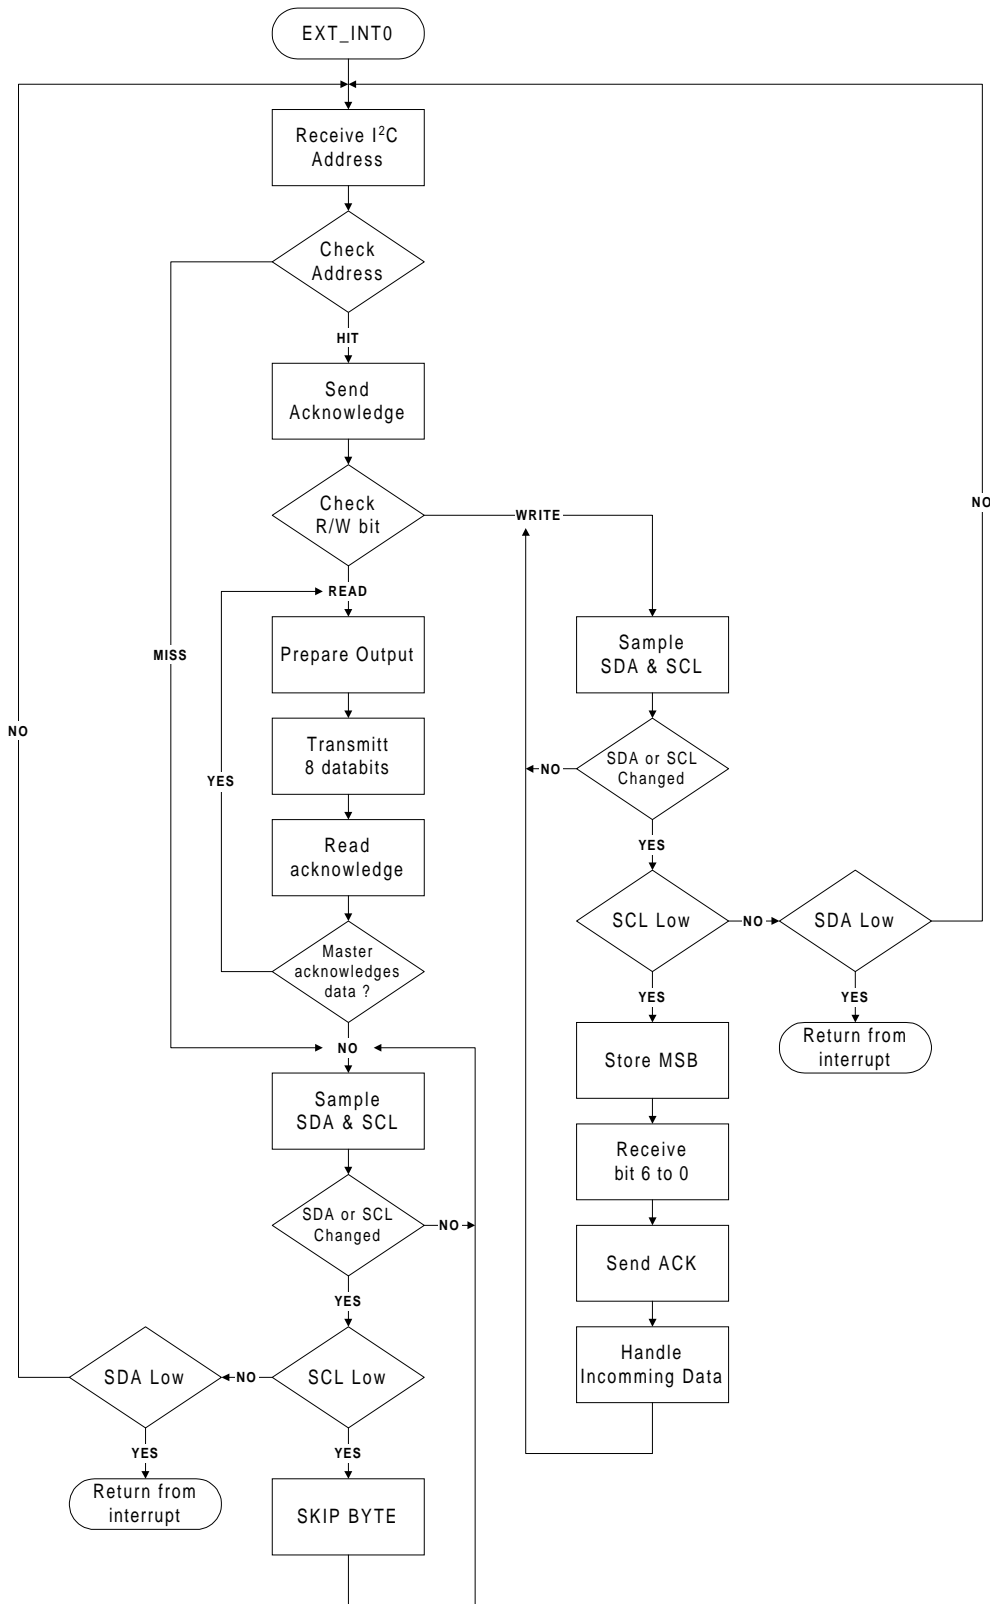 EXT_INT0
Receive I²C
Address
Check
Address
HIT
Send
Acknowledge
Check
R/W bit
WRITE
NO
READ
MISS
Prepare Output
Sample
SDA & SCL
NO
Transmitt
8 databits
YES
SDA or SCL
Changed
NO
Read
acknowledge
YES
SCL Low
NO
SDA Low
Master
acknowledges
data ?
YES
YES
NO
Store MSB
Return from
interrupt
Sample
SDA & SCL
Receive
bit 6 to 0
SDA or SCL
Changed
NO
Send ACK
YES
SDA Low
NO
SCL Low
Handle
Incomming Data
YES
YES
Return from
interrupt
SKIP BYTE